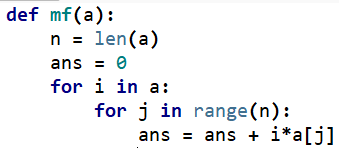 def mf(a):
    n = len(a)
    ans = 0
    for i in a:
        for j in range(n):
            ans = ans + i*a[j]